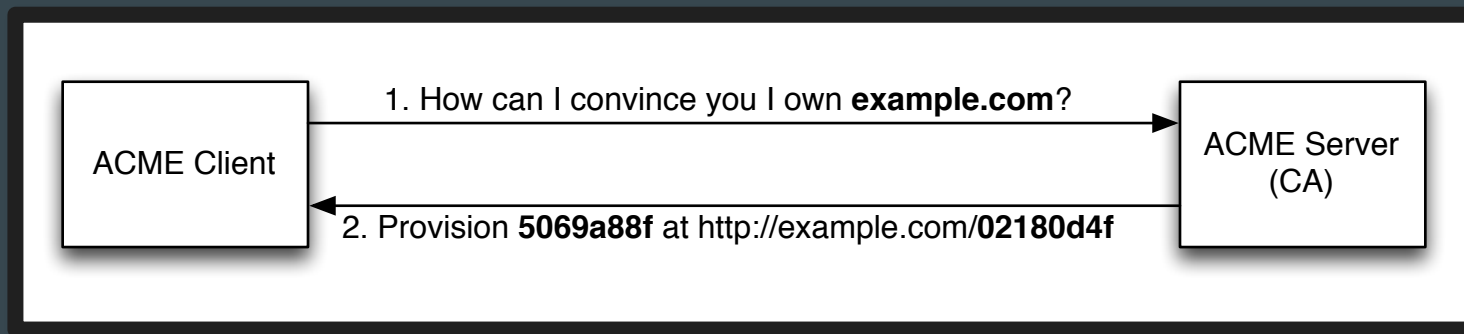 1. How can I convince you I own example.com?
ACME Client
ACME Server
(CA)
2. Provision 5069a88f at http://example.com/02180d4f